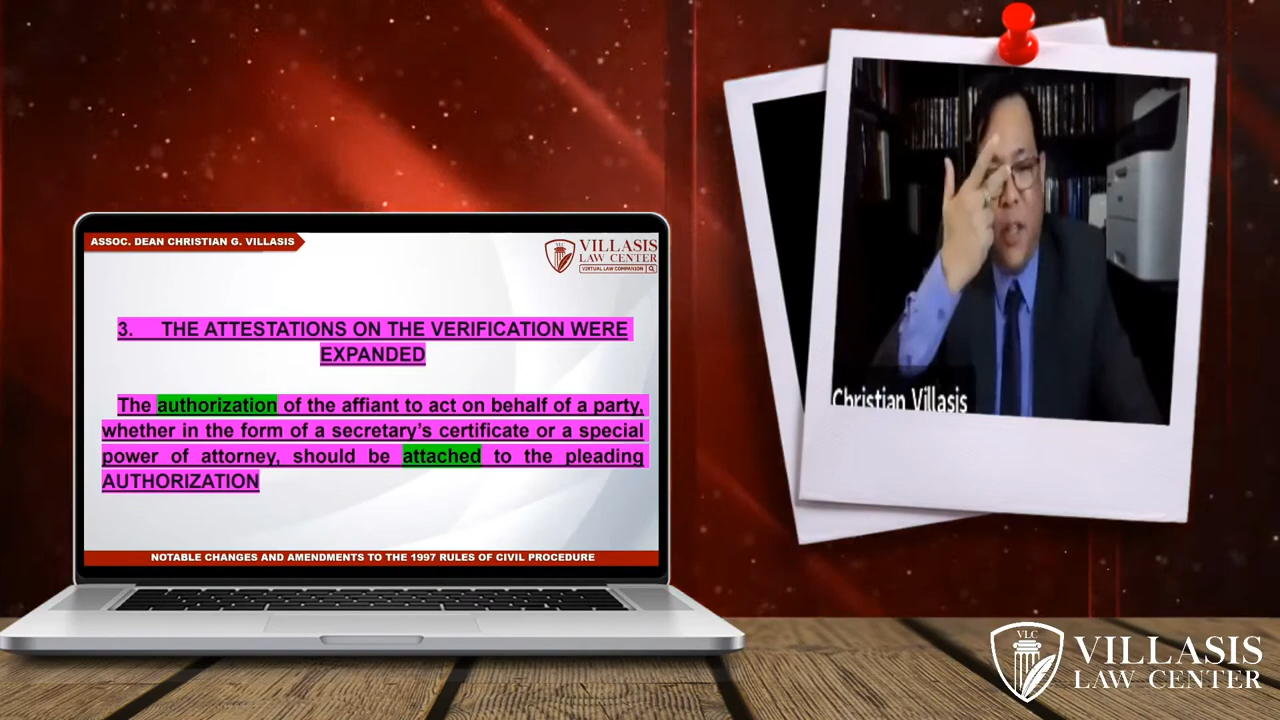 ASSOC. DEAN CHRISTIAN G. VILLASIS
VLC
VILLASIS
LAW CENTER
VIRTUAL LAW COMPANION
3. THE ATTESTATIONS ON THE VERIFICATION WERE
EXPANDED
The authorization of the affiant to act on behalf of a party,
whether in the form of a secretary’s certificate or a special
power of attorney, should be attached to the pleading
AUTHORIZATION
NOTABLE CHANGES AND AMENDMENTS TO THE 1997 RULES OF CIVIL PROCEDURE
Christian Villasis
VLC
VILLASIS
LAW CENTER